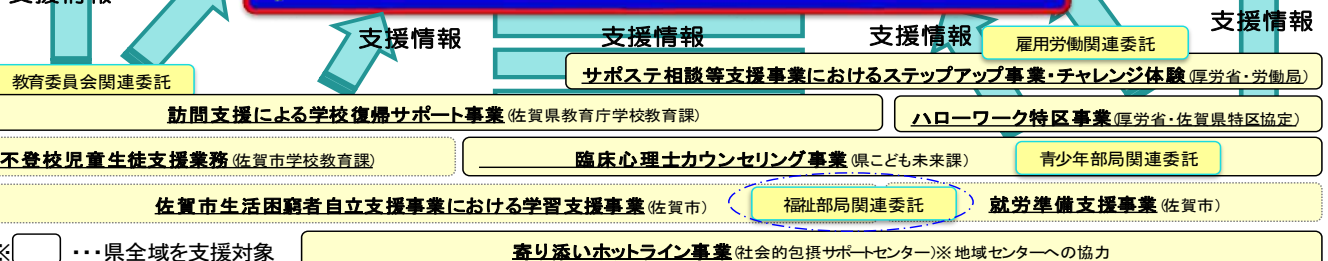 支援情報
支援情報
支援情報
支援情報
支援情報
雇用労働関連委託
教育委員会関連委託
サポステ相談等支援事業におけるステップアップ事業・チャレンジ体験(厚労省・労働局)
訪問支援による学校復帰サポート事業(佐賀県教育庁学校教育課)
ハローワーク特区事業(厚労省・佐賀県特区協定)
不登校児童生徒支援業務(佐賀市学校教育課)
臨床心理士カウンセリング事業(県こども未来課)
青少年部局関連委託
佐賀市生活困窮者自立支援事業における学習支援事業(佐賀市)
福祉部局関連委託
就労準備支援事業(佐賀市)
※ ・・・県全域を支援対象
寄り添いホットライン事業(社会的包摂サポートセンター)※地域センターへの協力